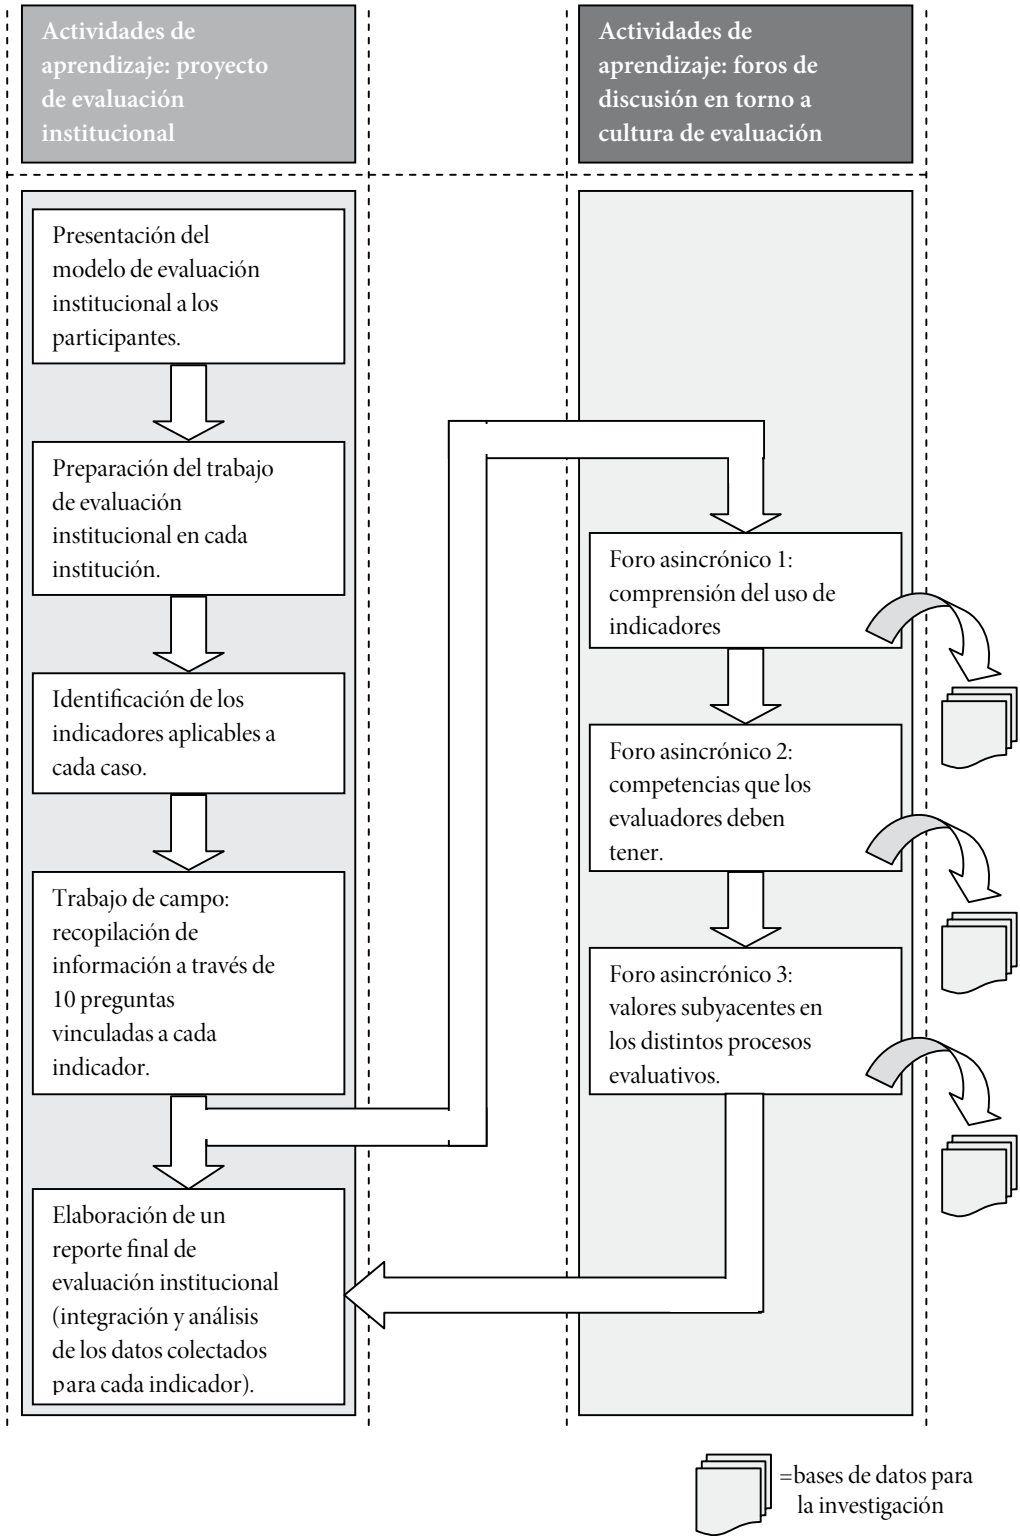 Actividades de
aprendizaje: proyecto
de evaluación
institucional
Actividades de
aprendizaje: foros de
discusión en torno a
cultura de evaluación
Presentación del
modelo de evaluación
institucional a los
participantes.
Preparación del trabajo
de evaluación
institucional en cada
institución.
Identificación de los
indicadores aplicables a
cada caso.
Trabajo de campo:
recopilación de
información a través de
10 preguntas
vinculadas a cada
indicador.
Elaboración de un
reporte final de
evaluación institucional
(integración y análisis
de los datos colectados
para cada indicador).
Foro asincrónico 1:
comprensión del uso de
indicadores
Foro asincrónico 2:
competencias que los
evaluadores deben
tener.
Foro asincrónico 3:
valores subyacentes en
los distintos procesos
evaluativos.
=bases de datos para
la investigación